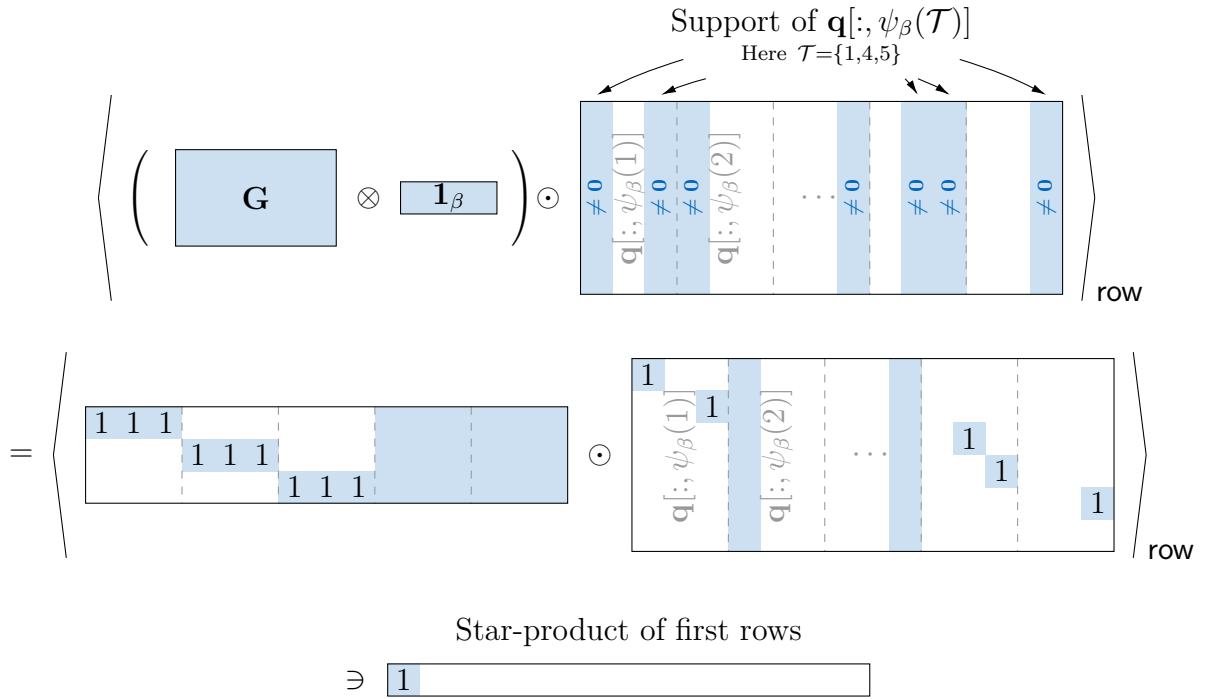 Support of q[:, ψ_β(𝒯)]
Here 𝒯={1,4,5}
⟨ ( G ⊗ 1_β ) ⊙ ≠0 q[:, ψ_β(1)] ≠0 ≠0 q[:, ψ_β(2)] ··· ≠0 ≠0 ≠0 ≠0 ⟩ row
= ⟨ 1 1 1 1 1 1 1 1 1 ⊙ 1 1 q[:, ψ_β(1)] q[:, ψ_β(2)] ··· 1 1 1 ⟩ row
Star-product of first rows
∋ 1